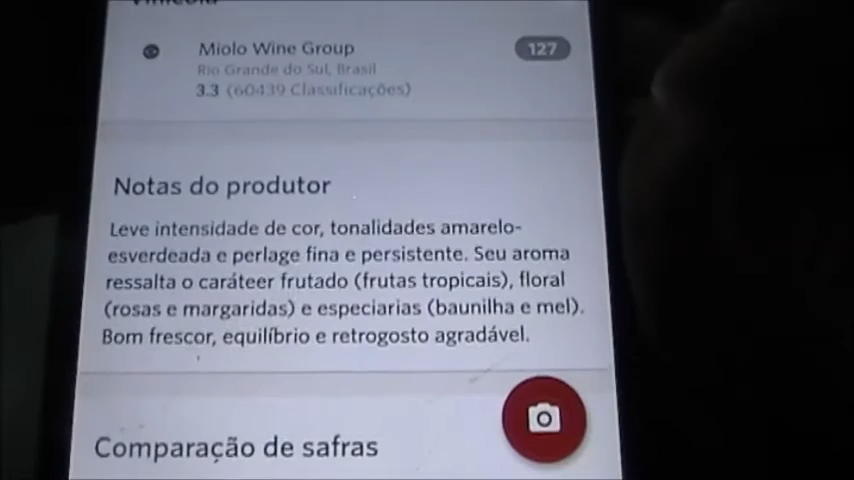 Vinícola
Miolo Wine Group
127
Rio Grande do Sul, Brasil
3.3 (60439 Classificações)
Notas do produtor
Leve intensidade de cor, tonalidades amarelo-
esverdeada e perlage fina e persistente. Seu aroma
ressalta o caráteer frutado (frutas tropicais), floral
(rosas e margaridas) e especiarias (baunilha e mel).
Bom frescor, equilíbrio e retrogosto agradável.
Comparação de safras